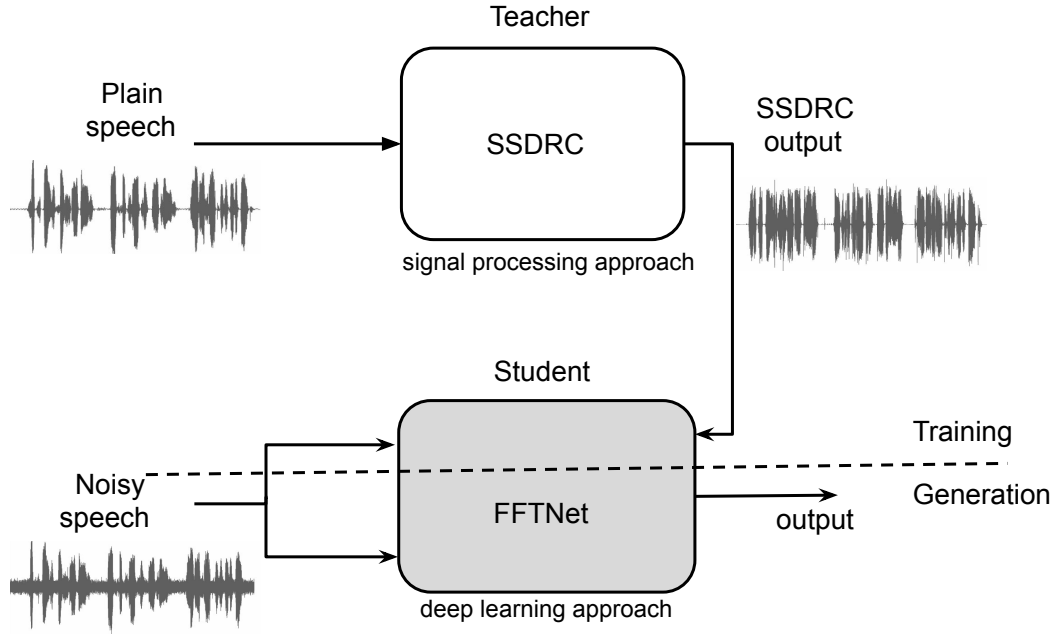 Teacher
Plain
speech
SSDRC
SSDRC
output
signal processing approach
Student
Training
Noisy
speech
FFTNet
Generation
output
deep learning approach